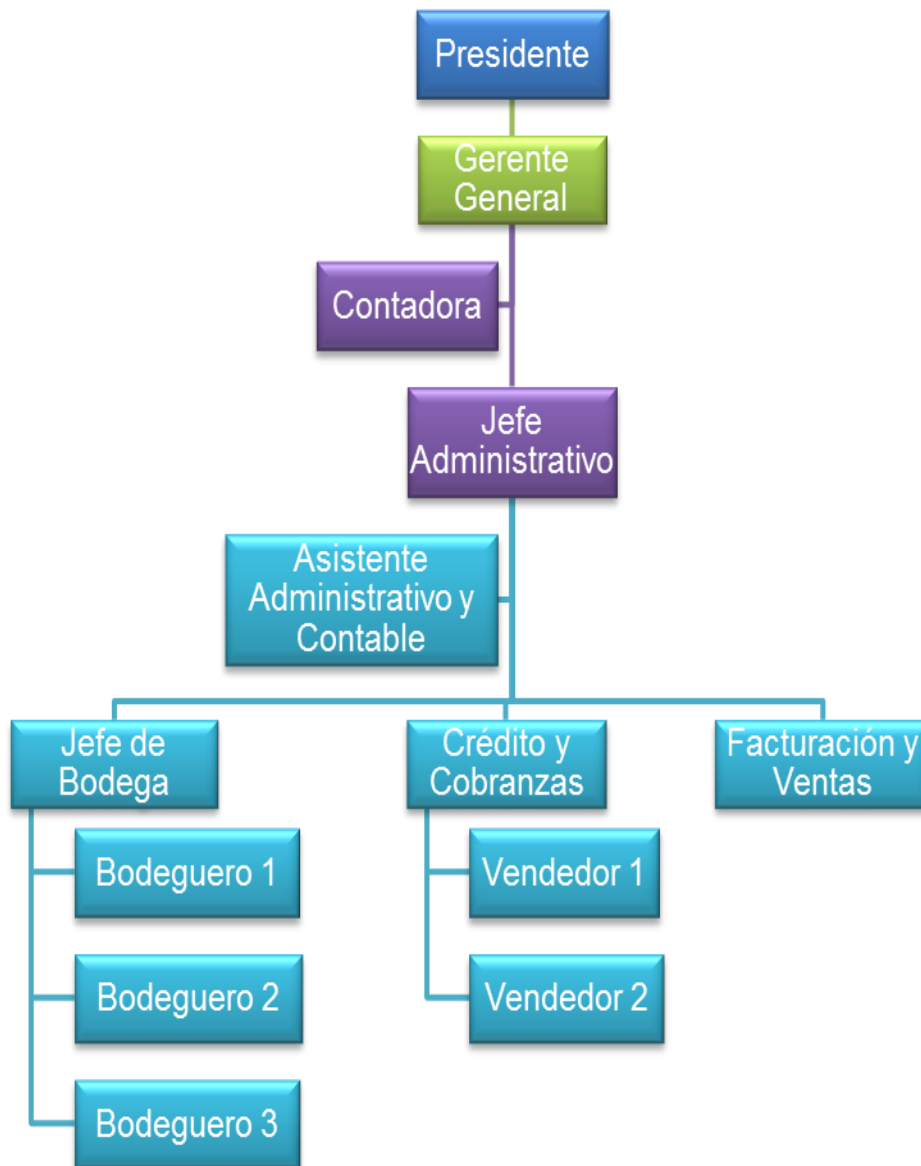 Presidente
Gerente
General
Contadora
Jefe
Administrativo
Asistente
Administrativo y
Contable
Jefe de
Bodega
Crédito y
Cobranzas
Facturación y
Ventas
Bodeguero 1
Vendedor 1
Bodeguero 2
Vendedor 2
Bodeguero 3